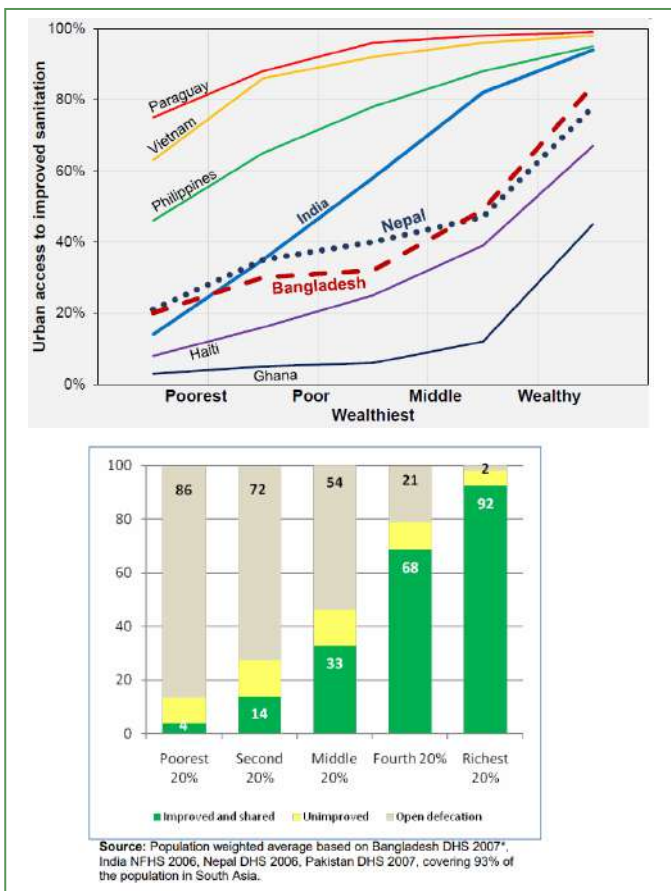 100%
80%
60%
40%
20%
0%
Urban access to improved sanitation
Paraguay
Vietnam
Philippines
India
Nepal
Bangladesh
Haiti
Ghana
Poorest Poor Middle Wealthy
Wealthiest
100
80
60
40
20
0
86 72 54 21 2
4 14 33 68 92
Poorest 20% Second 20% Middle 20% Fourth 20% Richest 20%
Improved and shared Unimproved Open defecation
Source: Population weighted average based on Bangladesh DHS 2007*,
India NFHS 2006, Nepal DHS 2006, Pakistan DHS 2007, covering 93% of
the population in South Asia.